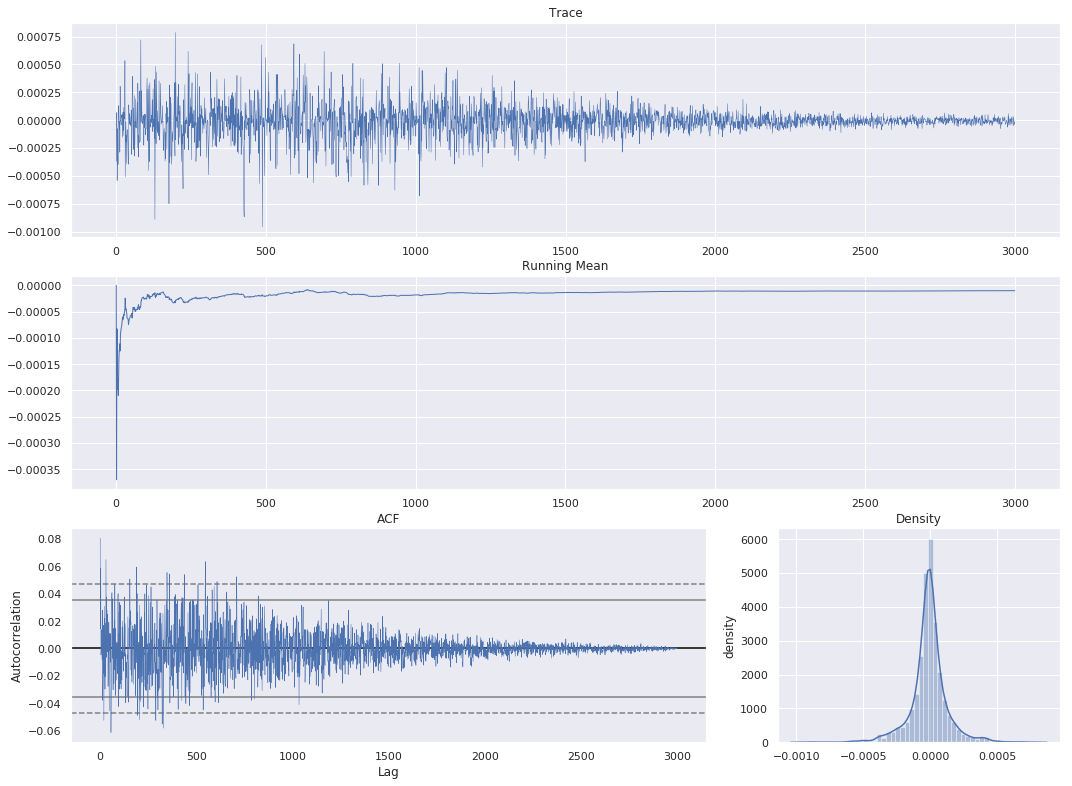 Trace
0.00075
0.00050
0.00025
0.00000
−0.00025
−0.00050
−0.00075
−0.00100
0 500 1000 1500 2000 2500 3000
Running Mean
0.00000
−0.00005
−0.00010
−0.00015
−0.00020
−0.00025
−0.00030
−0.00035
0 500 1000 1500 2000 2500 3000
ACF
Autocorrelation
0.08
0.06
0.04
0.02
0.00
−0.02
−0.04
−0.06
0 500 1000 1500 2000 2500 3000
Lag
Density
density
6000
5000
4000
3000
2000
1000
0
−0.0010 −0.0005 0.0000 0.0005